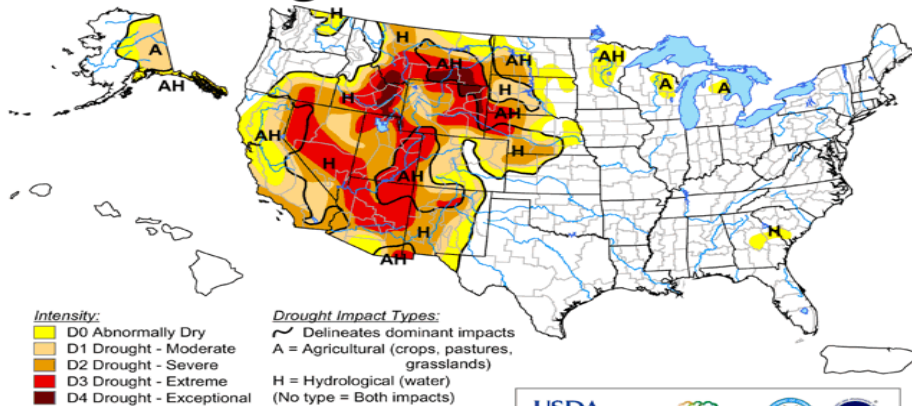 H
A
AH
H
AH
AH
AH
A
A
H
H
AH
AH
H
H
AH
H
H
AH
Intensity:
D0 Abnormally Dry
D1 Drought - Moderate
D2 Drought - Severe
D3 Drought - Extreme
D4 Drought - Exceptional
Drought Impact Types:
Delineates dominant impacts
A = Agricultural (crops, pastures,
grasslands)
H = Hydrological (water)
(No type = Both impacts)
USDA